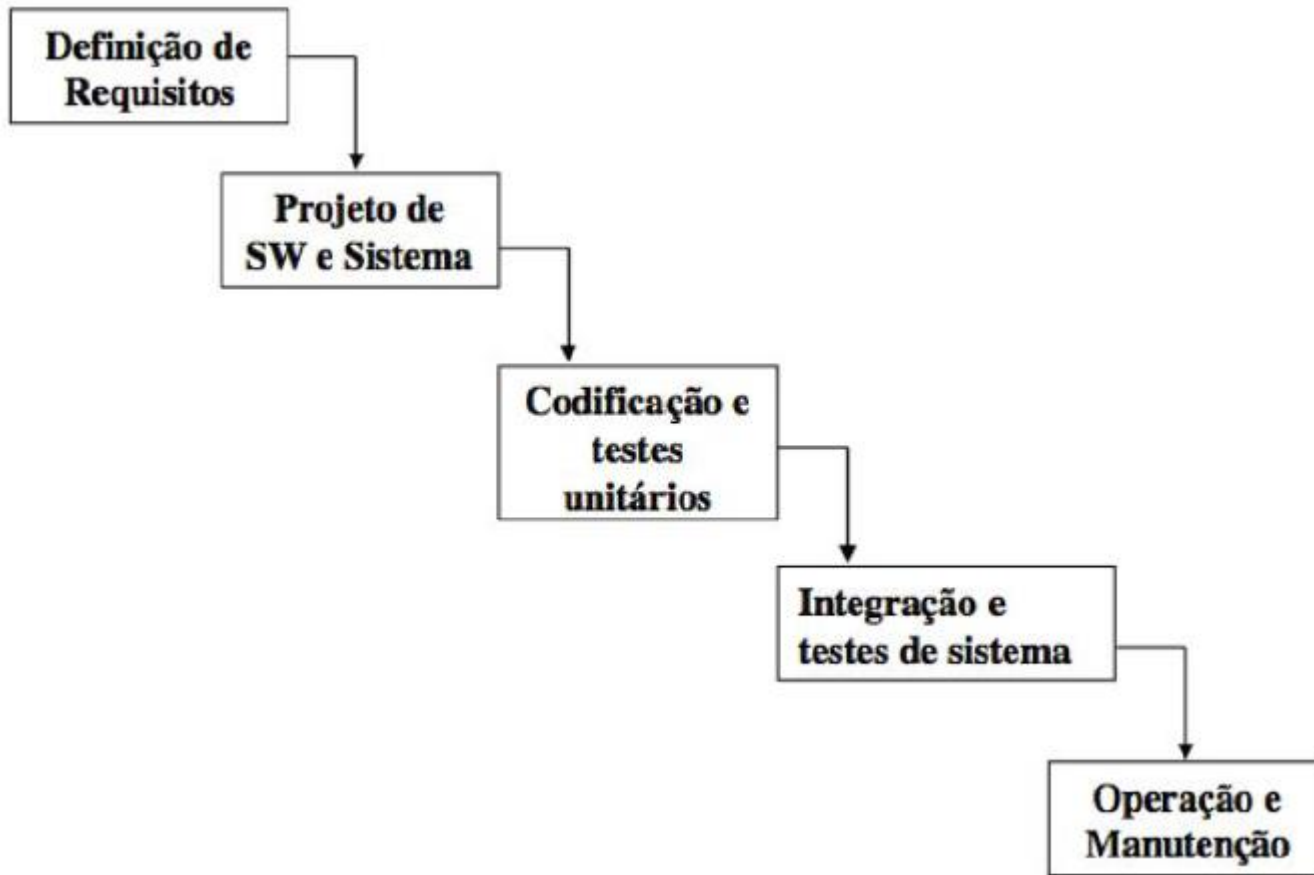 Definição de
Requisitos
Projeto de
SW e Sistema
Codificação e
testes
unitários
Integração e
testes de sistema
Operação e
Manutenção